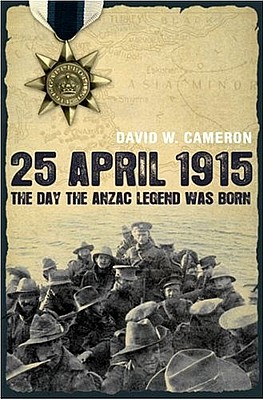 DAVID W. CAMERON
25 APRIL 1915
THE DAY THE ANZAC LEGEND WAS BORN